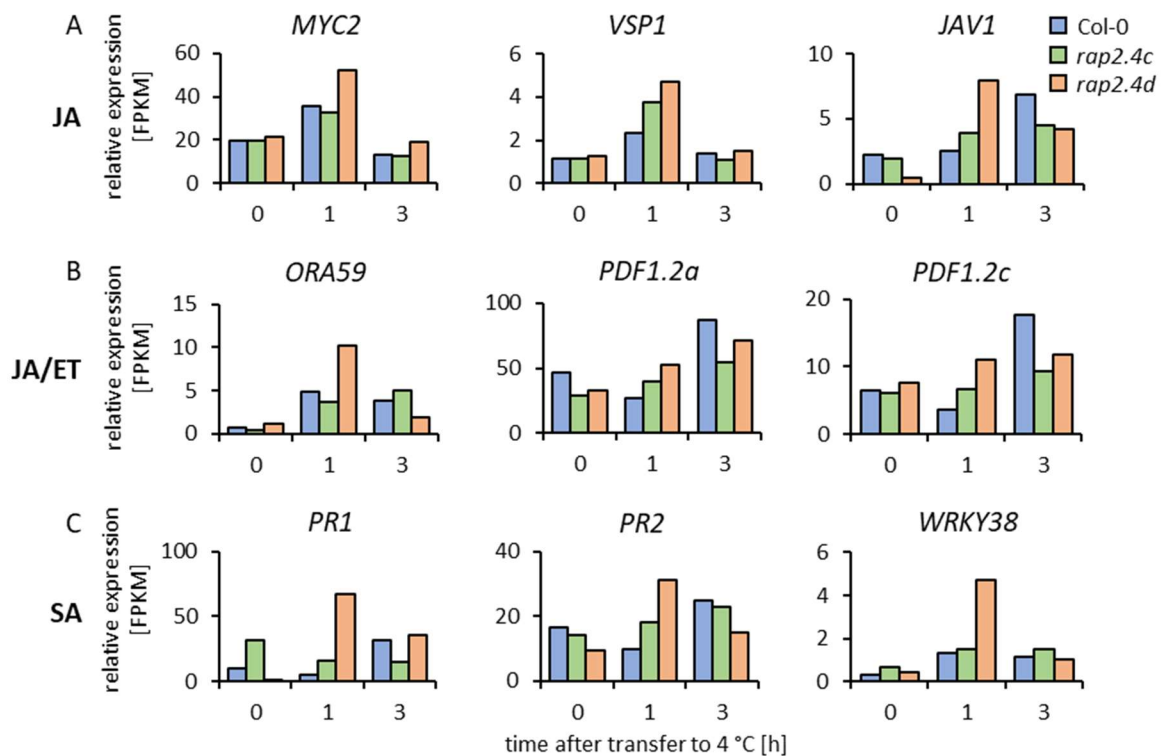 A
MYC2
VSP1
JAV1
Col-0
rap2.4c
rap2.4d
JA
relative expression
[FPKM]
60
40
20
0
0 1 3
6
4
2
0
0 1 3
10
5
0
0 1 3
B
ORA59
PDF1.2a
PDF1.2c
JA/ET
relative expression
[FPKM]
15
10
5
0
0 1 3
100
50
0
0 1 3
20
10
0
0 1 3
C
PR1
PR2
WRKY38
SA
relative expression
[FPKM]
100
50
0
0 1 3
40
20
0
0 1 3
6
4
2
0
0 1 3
time after transfer to 4 °C [h]